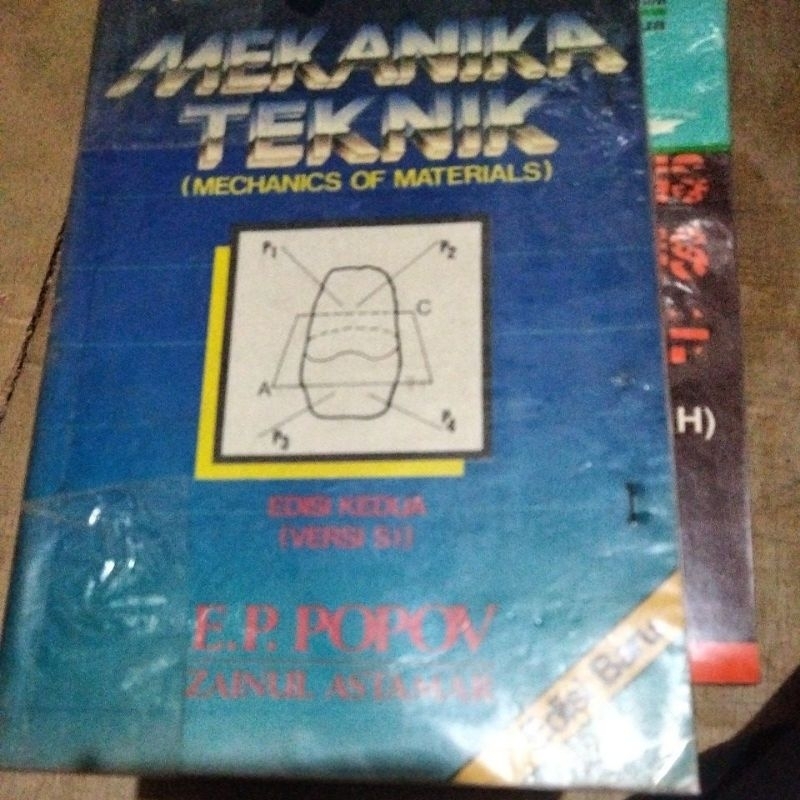 MEKANIKA
TEKNIK
(MECHANICS OF MATERIALS)
P1
P2
C
A
P3
P4
EDISI KEDUA
(VERSI SI)
E.P. POPOV
ZAINUL ASTAMAR
Edisi Baru
H)